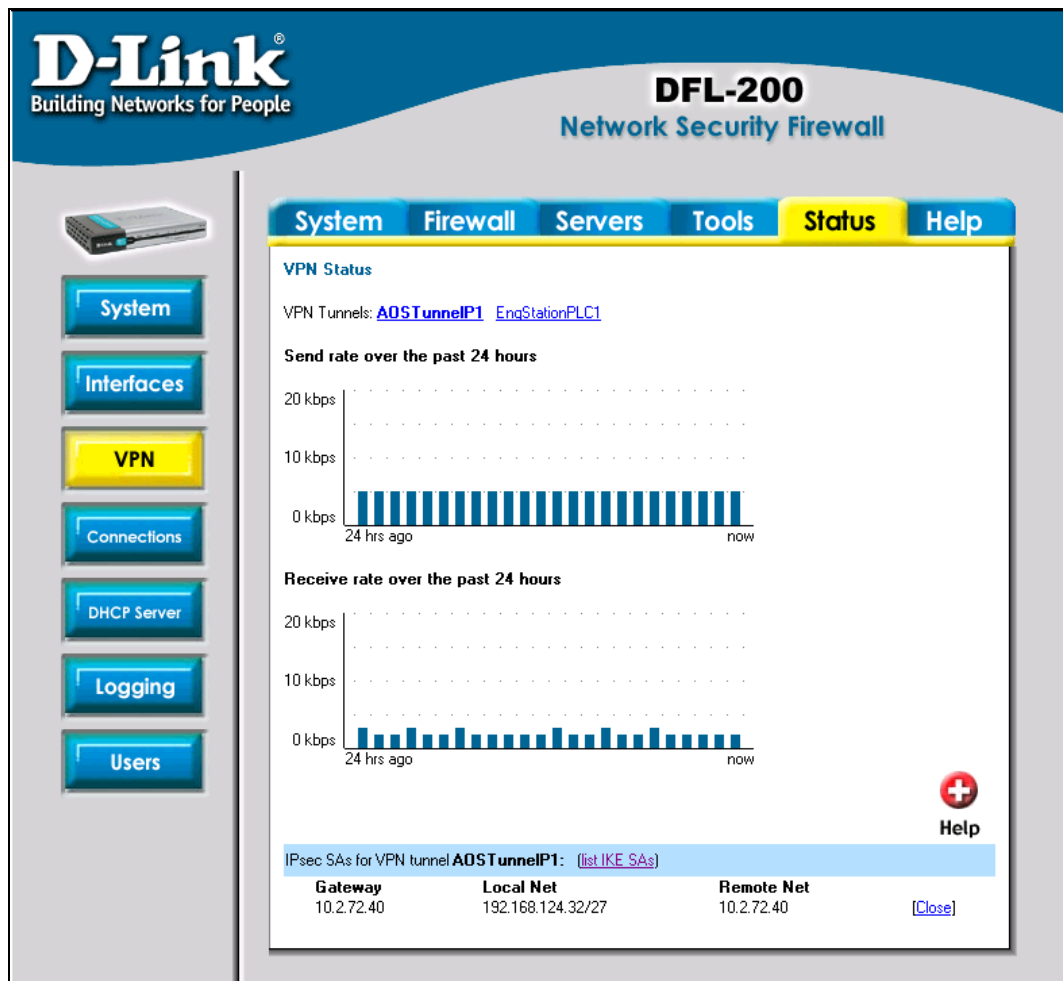 D-Link®
Building Networks for People
DFL-200
Network Security Firewall
System Firewall Servers Tools Status Help
System
Interfaces
VPN
Connections
DHCP Server
Logging
Users
VPN Status
VPN Tunnels: AOSTunnelP1 EngStationPLC1
Send rate over the past 24 hours
20 kbps
10 kbps
0 kbps
24 hrs ago now
Receive rate over the past 24 hours
20 kbps
10 kbps
0 kbps
24 hrs ago now
Help
IPsec SAs for VPN tunnel AOSTunnelP1: (list IKE SAs)
Gateway Local Net Remote Net
10.2.72.40 192.168.124.32/27 10.2.72.40 [Close]